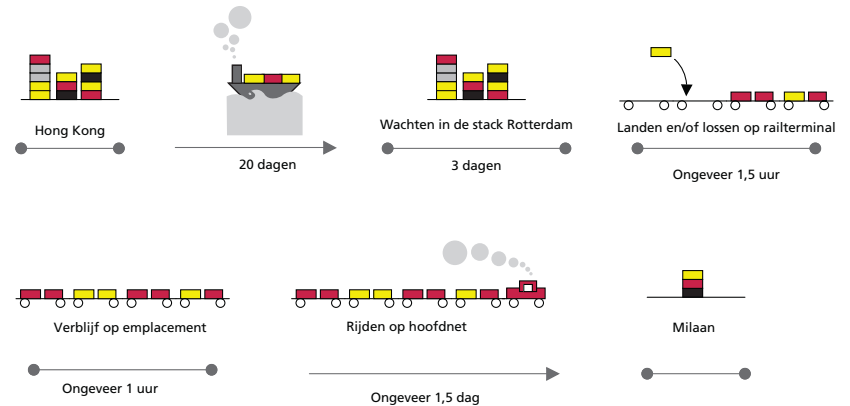 Hong Kong
20 dagen
Wachten in de stack Rotterdam
3 dagen
Landen en/of lossen op railterminal
Ongeveer 1,5 uur
Verblijf op emplacement
Ongeveer 1 uur
Rijden op hoofdnet
Ongeveer 1,5 dag
Milaan